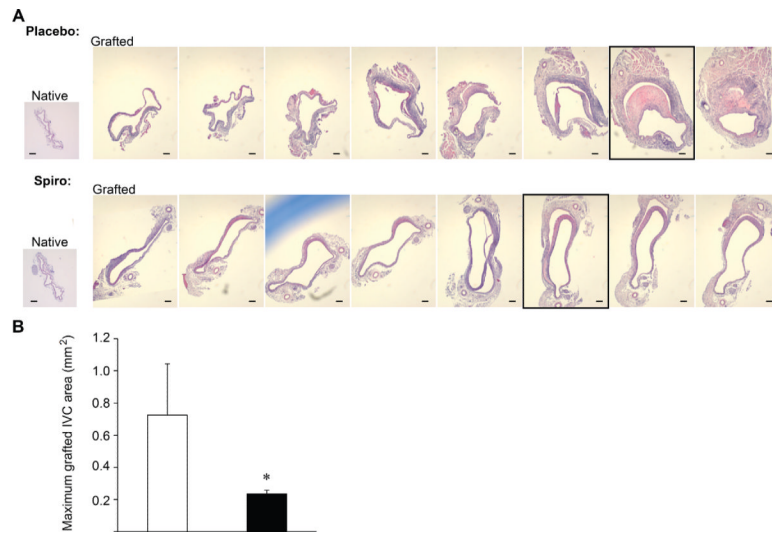 A
Placebo:
Grafted
Native
Spiro:
Grafted
Native
B
Maximum grafted IVC area (mm²)
1.2
1.0
0.8
0.6
0.4
0.2
*